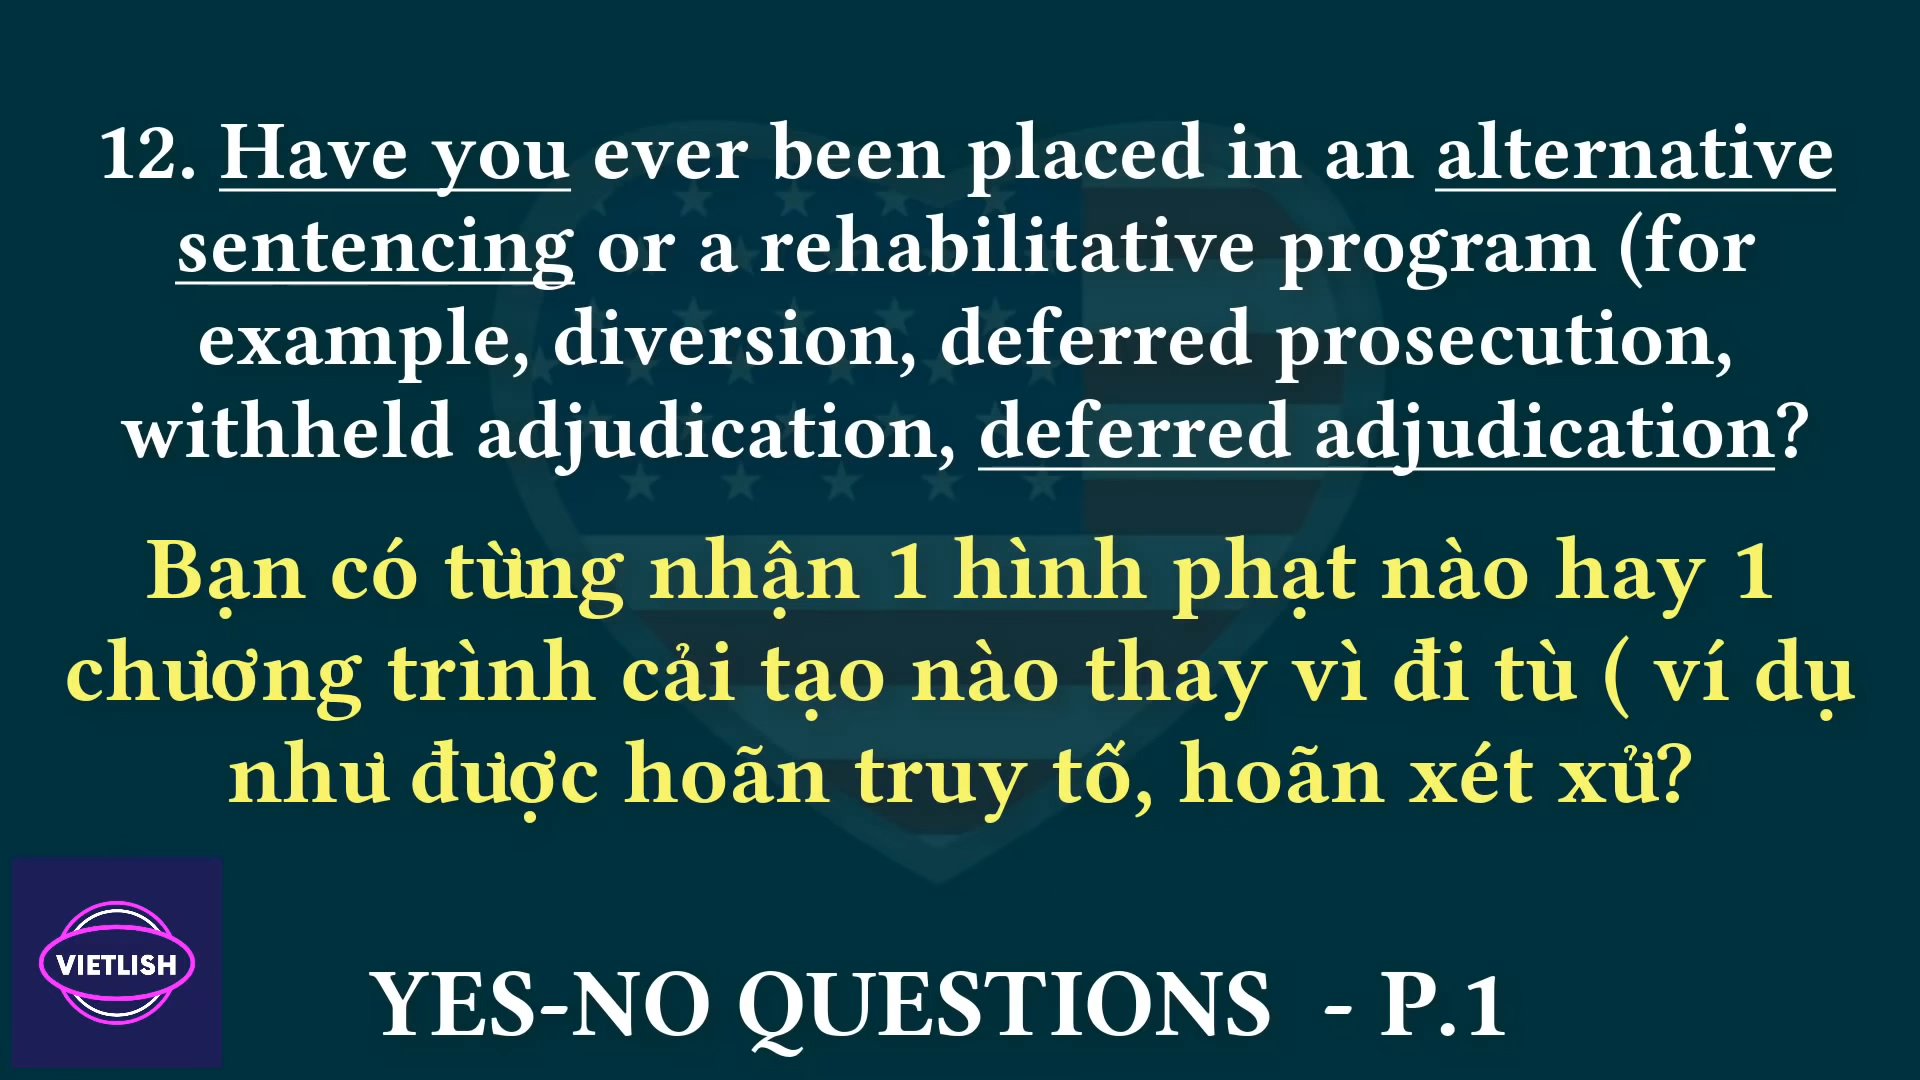 12. Have you ever been placed in an alternative
sentencing or a rehabilitative program (for
example, diversion, deferred prosecution,
withheld adjudication, deferred adjudication?
Bạn có từng nhận 1 hình phạt nào hay 1
chương trình cải tạo nào thay vì đi tù ( ví dụ
như được hoãn truy tố, hoãn xét xử?
VIETLISH
YES-NO QUESTIONS - P.1